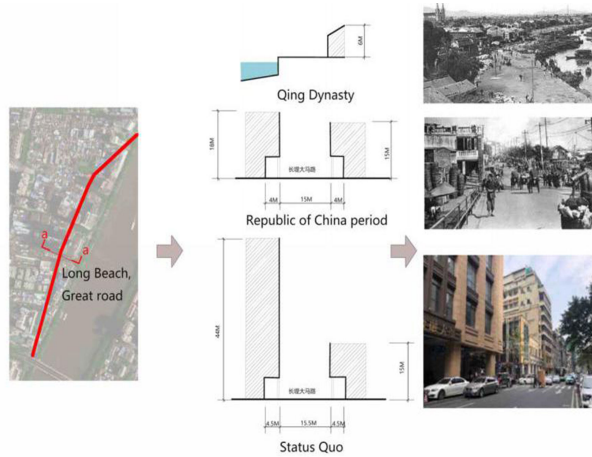 6M
Qing Dynasty
18M
15M
长堤大马路
4M
15M
4M
Republic of China period
a
a
Long Beach,
Great road
44M
15M
长堤大马路
4.5M
15.5M
4.5M
Status Quo